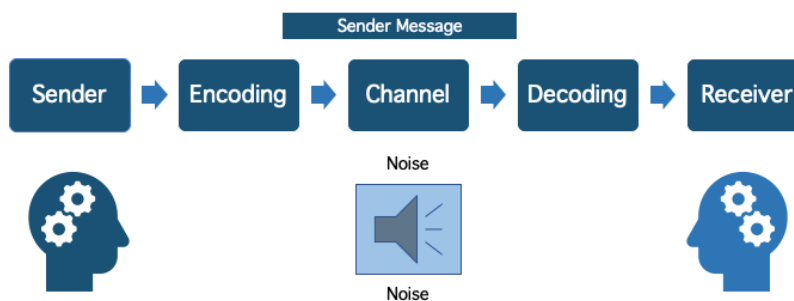 Sender Message
Sender
Encoding
Channel
Decoding
Receiver
Noise
Noise